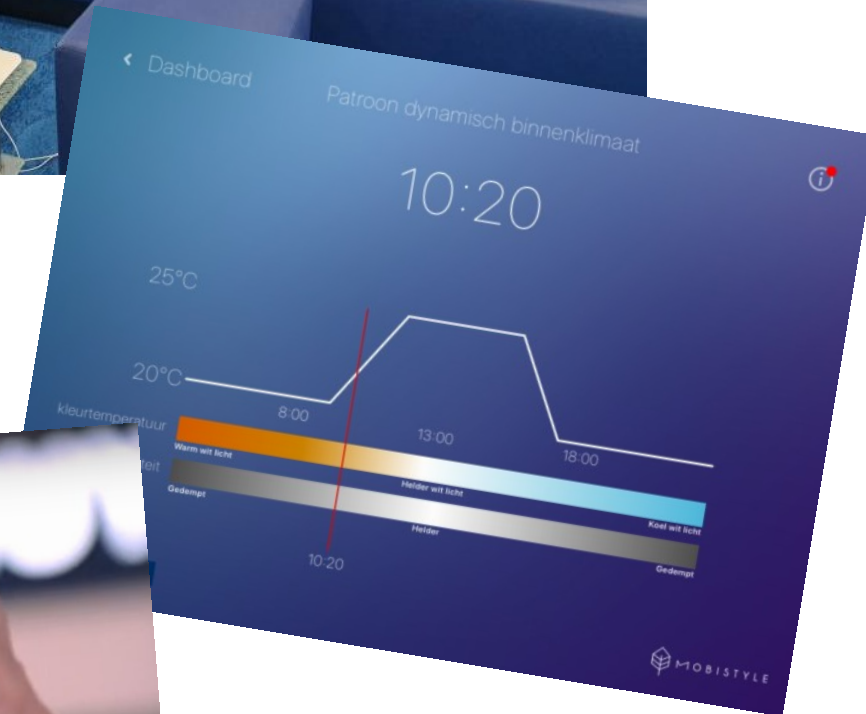 Dashboard
Patroon dynamisch binnenklimaat
10:20
25°C
20°C
8:00
13:00
18:00
kleurtemperatuur
Warm wit licht
Helder wit licht
Koel wit licht
Gedempt
Helder
Gedempt
10:20
MOBISTYLE